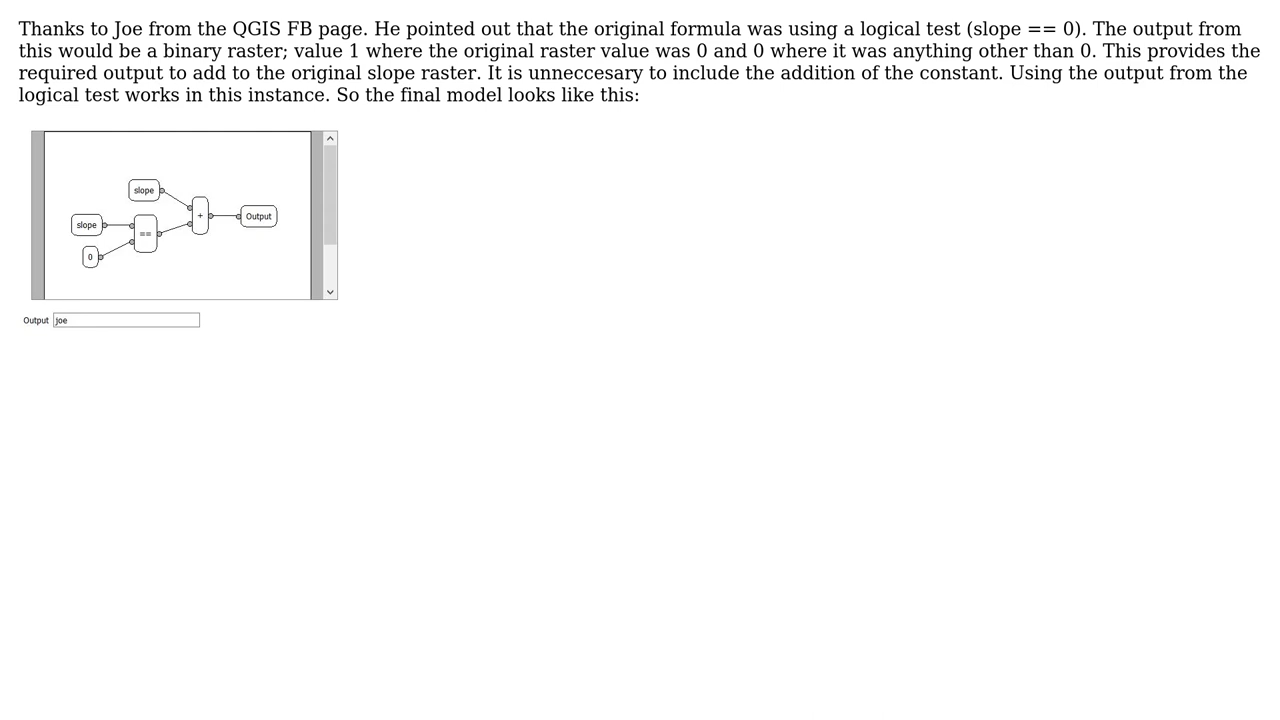 Thanks to Joe from the QGIS FB page. He pointed out that the original formula was using a logical test (slope == 0). The output from
this would be a binary raster; value 1 where the original raster value was 0 and 0 where it was anything other than 0. This provides the
required output to add to the original slope raster. It is unneccesary to include the addition of the constant. Using the output from the
logical test works in this instance. So the final model looks like this:
slope
slope
+
Output
==
0
Output joe